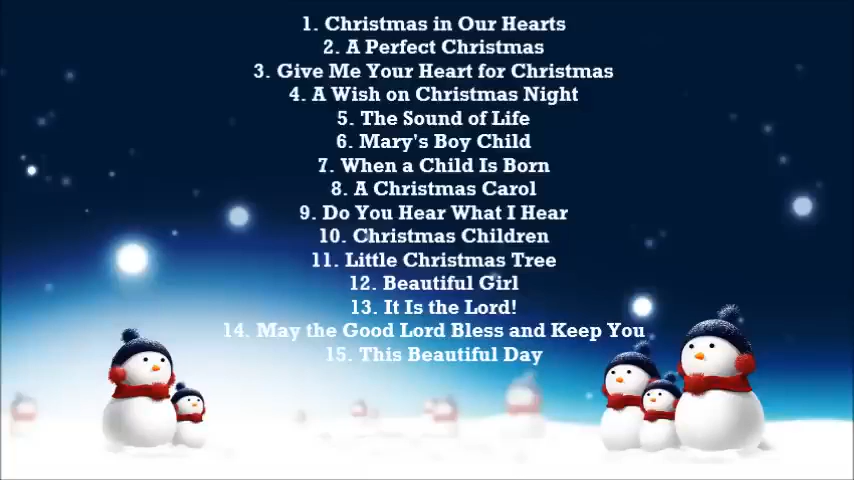 1. Christmas in Our Hearts
2. A Perfect Christmas
3. Give Me Your Heart for Christmas
4. A Wish on Christmas Night
5. The Sound of Life
6. Mary's Boy Child
7. When a Child Is Born
8. A Christmas Carol
9. Do You Hear What I Hear
10. Christmas Children
11. Little Christmas Tree
12. Beautiful Girl
13. It Is the Lord!
14. May the Good Lord Bless and Keep You
15. This Beautiful Day